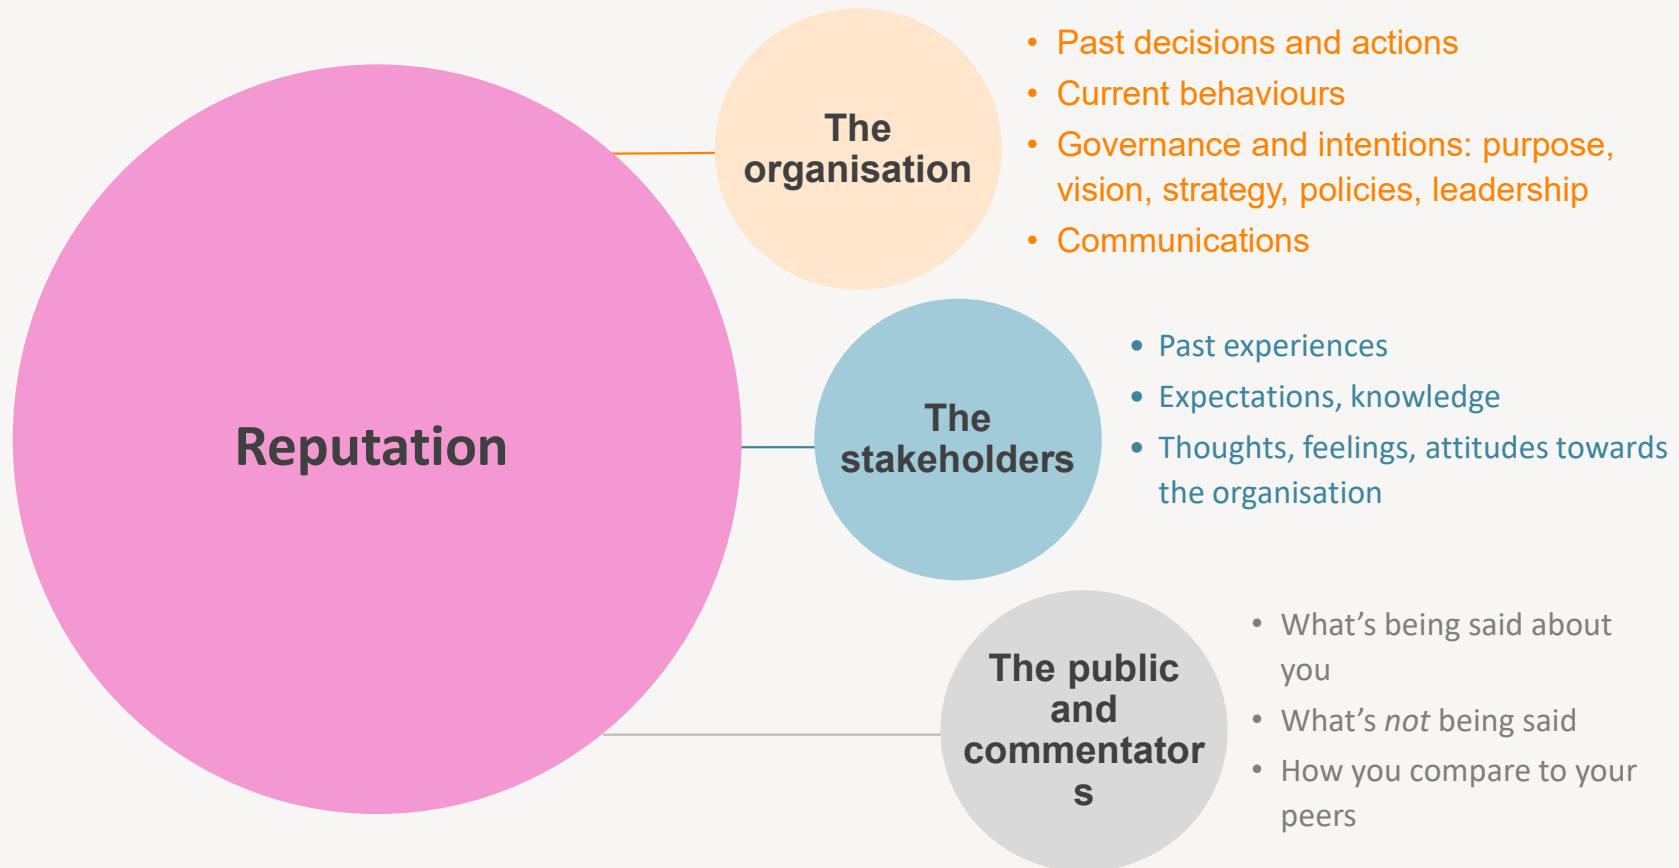 Reputation
The
organisation
• Past decisions and actions
• Current behaviours
• Governance and intentions: purpose,
vision, strategy, policies, leadership
• Communications
The
stakeholders
• Past experiences
• Expectations, knowledge
• Thoughts, feelings, attitudes towards
the organisation
The public
and
commentator
s
• What’s being said about
you
• What’s not being said
• How you compare to your
peers